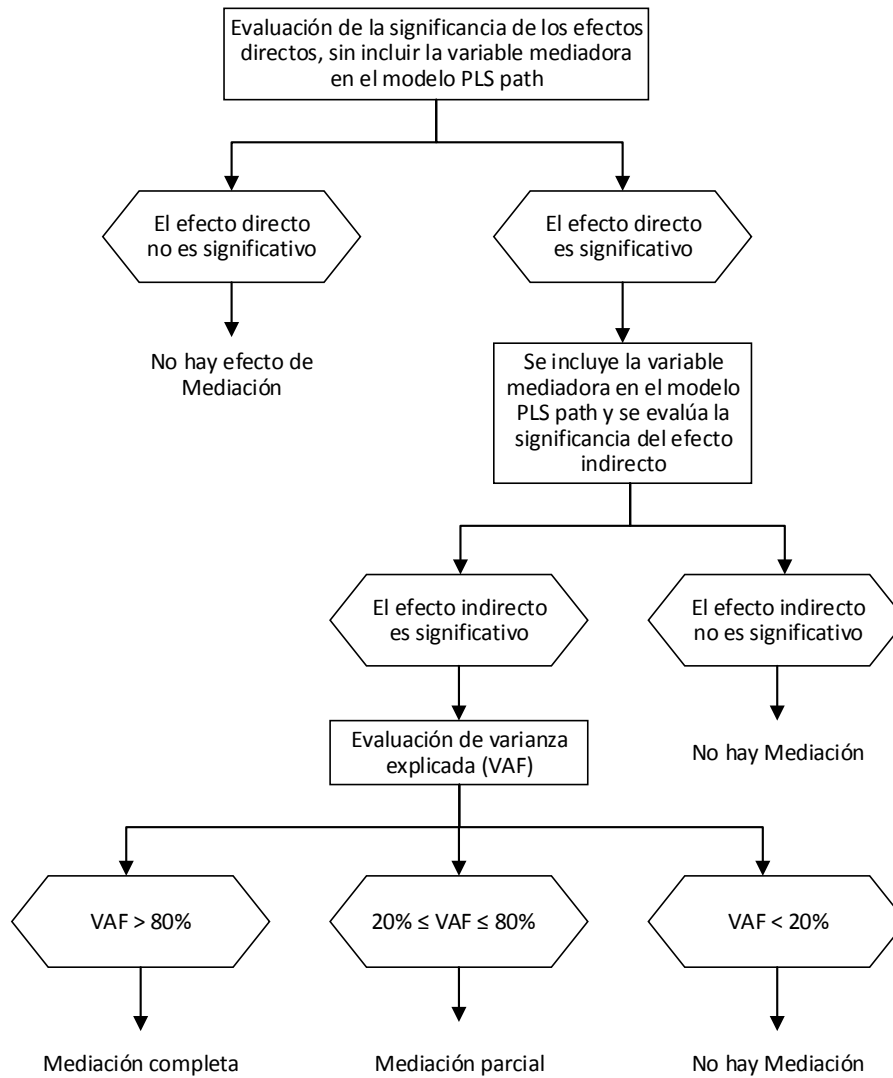 Evaluación de la significancia de los efectos
directos, sin incluir la variable mediadora
en el modelo PLS path
El efecto directo
no es significativo
El efecto directo
es significativo
No hay efecto de
Mediación
Se incluye la variable
mediadora en el modelo
PLS path y se evalúa la
significancia del efecto
indirecto
El efecto indirecto
es significativo
El efecto indirecto
no es significativo
Evaluación de varianza
explicada (VAF)
No hay Mediación
VAF > 80%
20% ≤ VAF ≤ 80%
VAF < 20%
Mediación completa
Mediación parcial
No hay Mediación